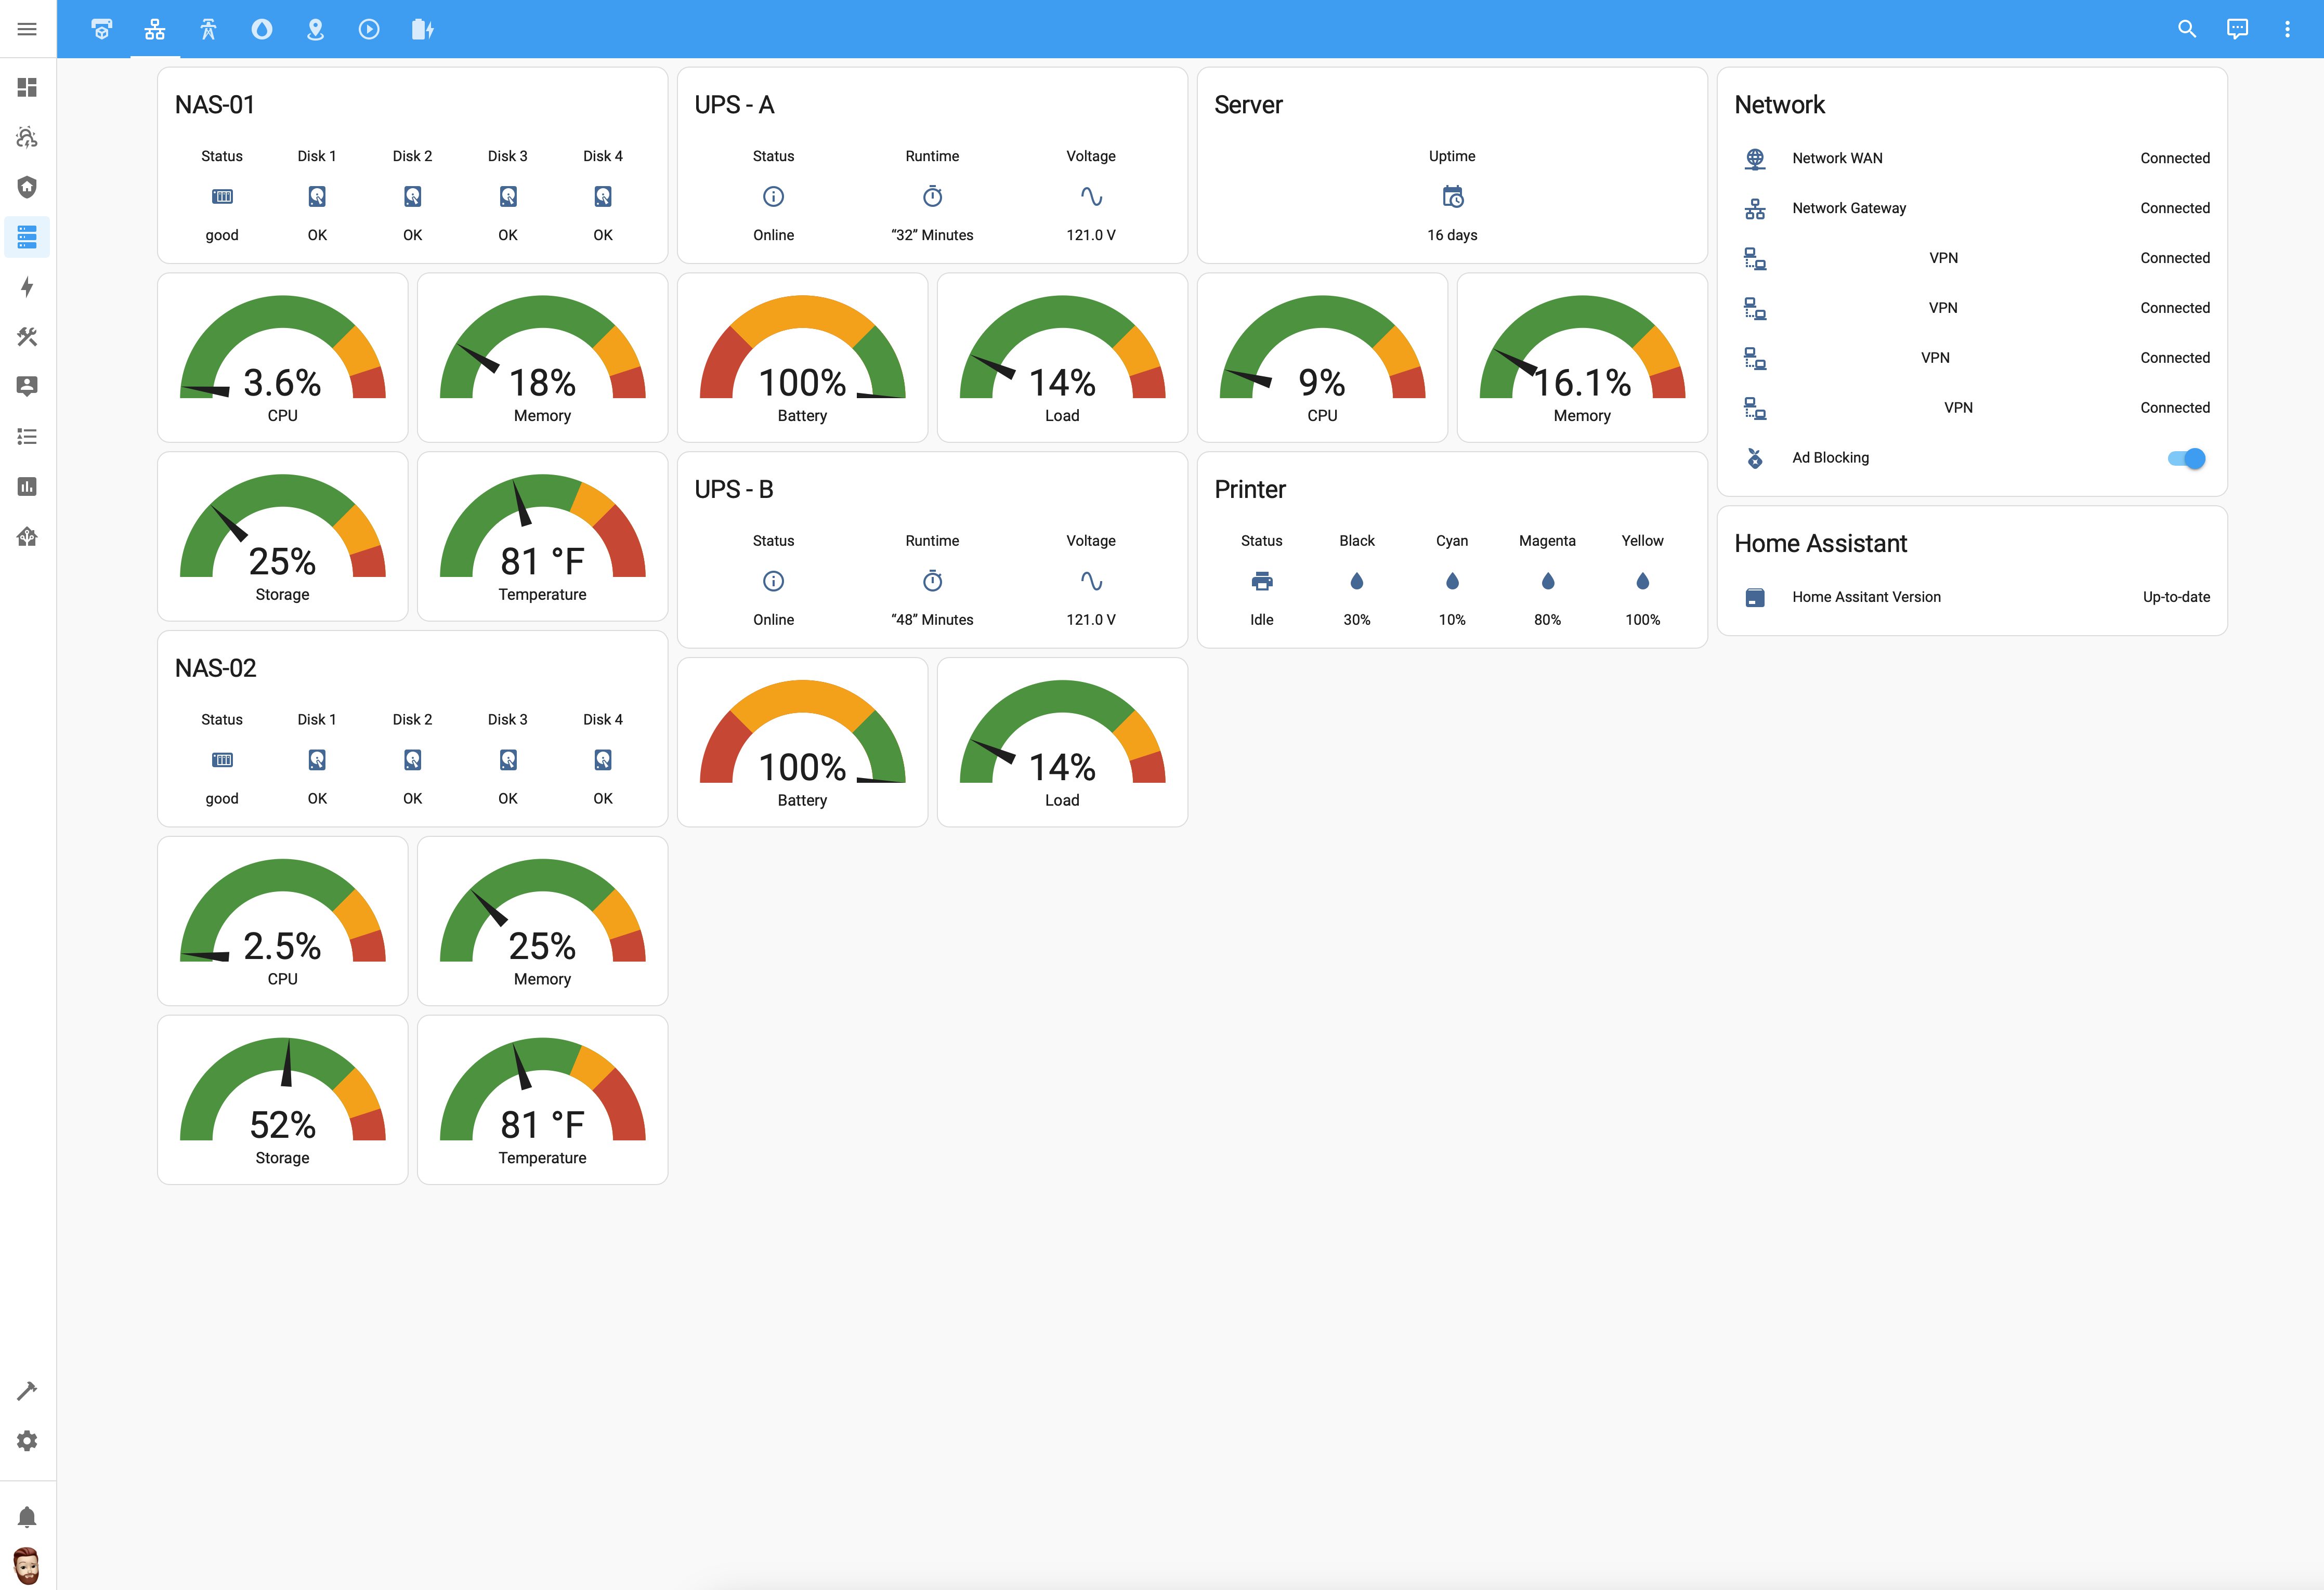 NAS-01
Status Disk 1 Disk 2 Disk 3 Disk 4
good OK OK OK OK
3.6%
CPU
18%
Memory
25%
Storage
81 °F
Temperature
NAS-02
Status Disk 1 Disk 2 Disk 3 Disk 4
good OK OK OK OK
2.5%
CPU
25%
Memory
52%
Storage
81 °F
Temperature
UPS - A
Status Runtime Voltage
Online “32” Minutes 121.0 V
100%
Battery
14%
Load
UPS - B
Status Runtime Voltage
Online “48” Minutes 121.0 V
100%
Battery
14%
Load
Server
Uptime
16 days
9%
CPU
16.1%
Memory
Printer
Status Black Cyan Magenta Yellow
Idle 30% 10% 80% 100%
Network
Network WAN Connected
Network Gateway Connected
VPN Connected
VPN Connected
VPN Connected
VPN Connected
Ad Blocking
Home Assistant
Home Assitant Version Up-to-date